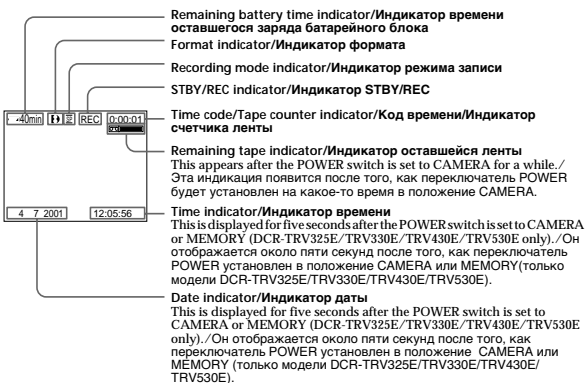 Remaining battery time indicator/Индикатор времени
оставшегося заряда батарейного блока
Format indicator/Индикатор формата
Recording mode indicator/Индикатор режима записи
STBY/REC indicator/Индикатор STBY/REC
40min
REC
0:00:01
Time code/Tape counter indicator/Код времени/Индикатор
счетчика ленты
Remaining tape indicator/Индикатор оставшейся ленты
This appears after the POWER switch is set to CAMERA for a while./
Эта индикация появится после того, как переключатель POWER
будет установлен на какое-то время в положение CAMERA.
4 7 2001
12:05:56
Time indicator/Индикатор времени
This is displayed for five seconds after the POWER switch is set to CAMERA
or MEMORY (DCR-TRV325E/TRV330E/TRV430E/TRV530E only)./Он
отображается около пяти секунд после того, как переключатель
POWER установлен в положение CAMERA или MEMORY(только
модели DCR-TRV325E/TRV330E/TRV430E/TRV530E).
Date indicator/Индикатор даты
This is displayed for five seconds after the POWER switch is set to
CAMERA or MEMORY (DCR-TRV325E/TRV330E/TRV430E/TRV530E
only)./Он отображается около пяти секунд после того, как
переключатель POWER установлен в положение CAMERA или
MEMORY (только модели DCR-TRV325E/TRV330E/TRV430E/
TRV530E).